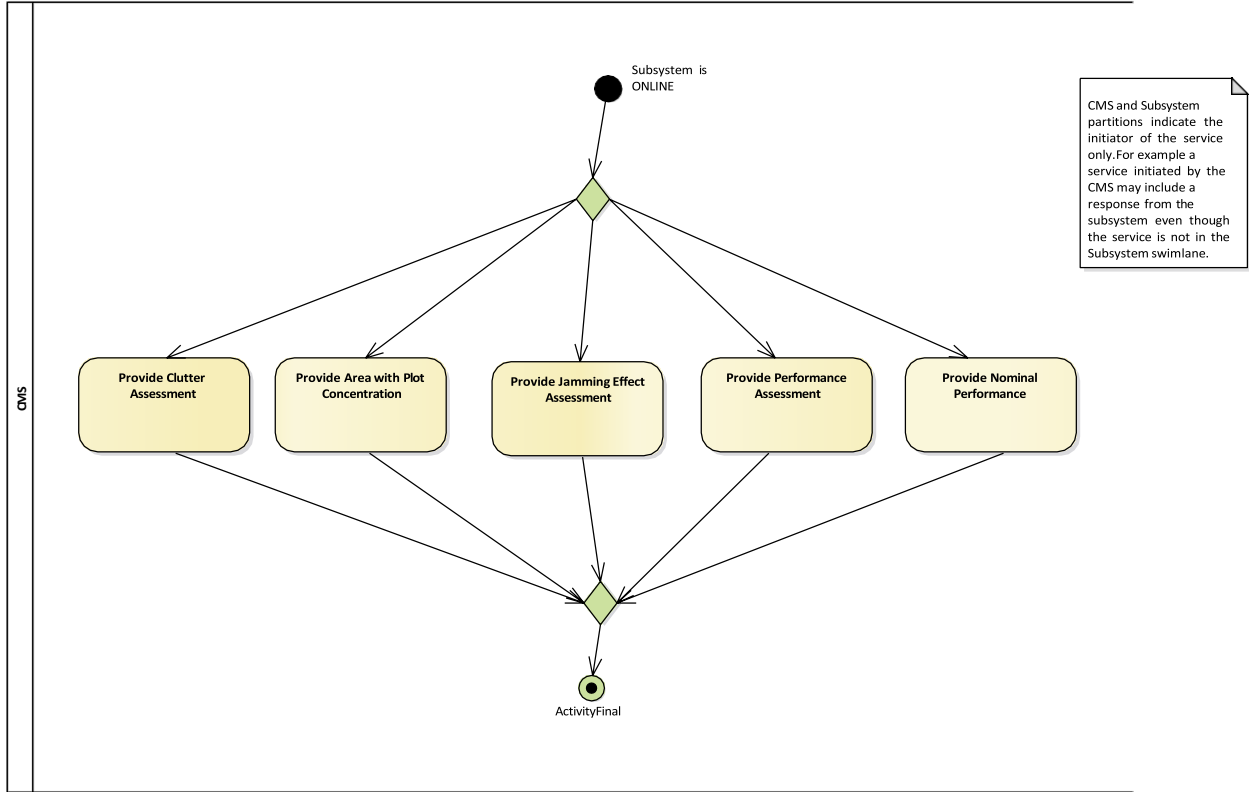 Subsystem is
ONLINE
CMS and Subsystem
partitions indicate the
initiator of the service
only.For example a
service initiated by the
CMS may include a
response from the
subsystem even though
the service is not in the
Subsystem swimlane.
CMS
Provide Clutter
Assessment
Provide Area with Plot
Concentration
Provide Jamming Effect
Assessment
Provide Performance
Assessment
Provide Nominal
Performance
ActivityFinal